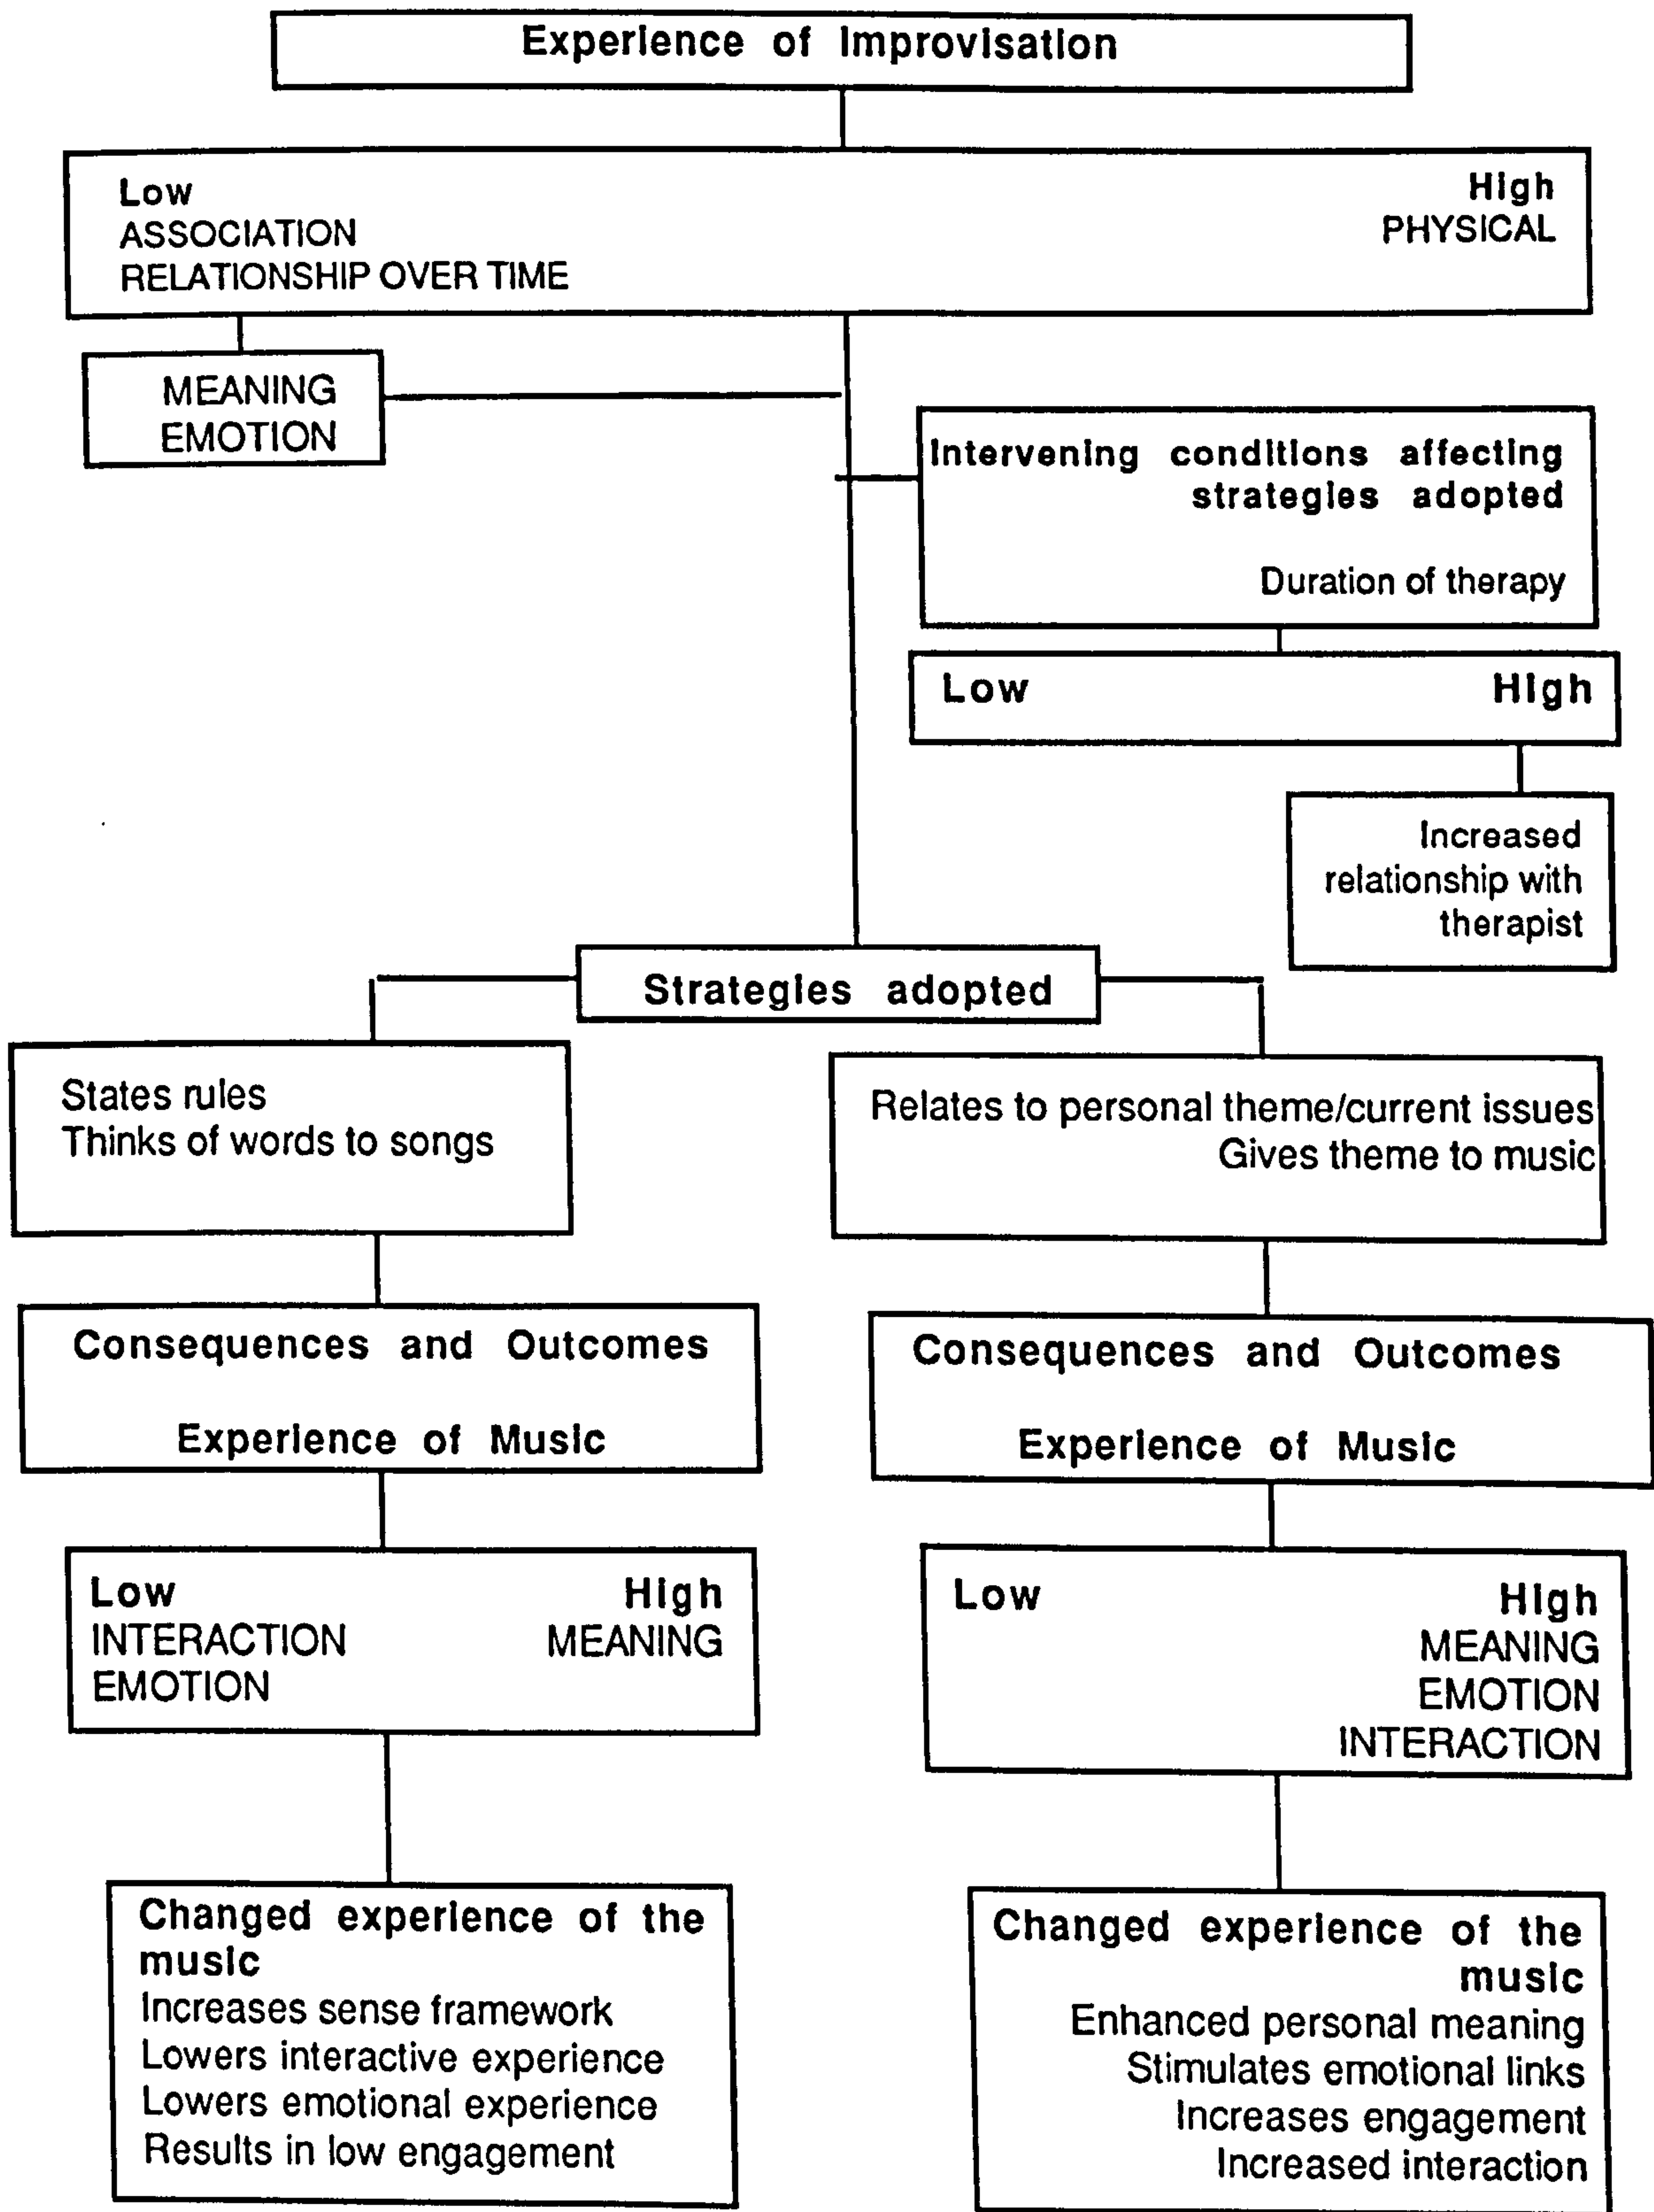 Experience of Improvisation
Low
ASSOCIATION
RELATIONSHIP OVER TIME
High
PHYSICAL
MEANING
EMOTION
Intervening conditions affecting
strategies adopted
Duration of therapy
Low High
Increased
relationship with
therapist
Strategies adopted
States rules
Thinks of words to songs
Relates to personal theme/current issues
Gives theme to music
Consequences and Outcomes
Experience of Music
Consequences and Outcomes
Experience of Music
Low High
INTERACTION MEANING
EMOTION
Low High
MEANING
EMOTION
INTERACTION
Changed experience of the
music
Increases sense framework
Lowers interactive experience
Lowers emotional experience
Results in low engagement
Changed experience of the
music
Enhanced personal meaning
Stimulates emotional links
Increases engagement
Increased interaction